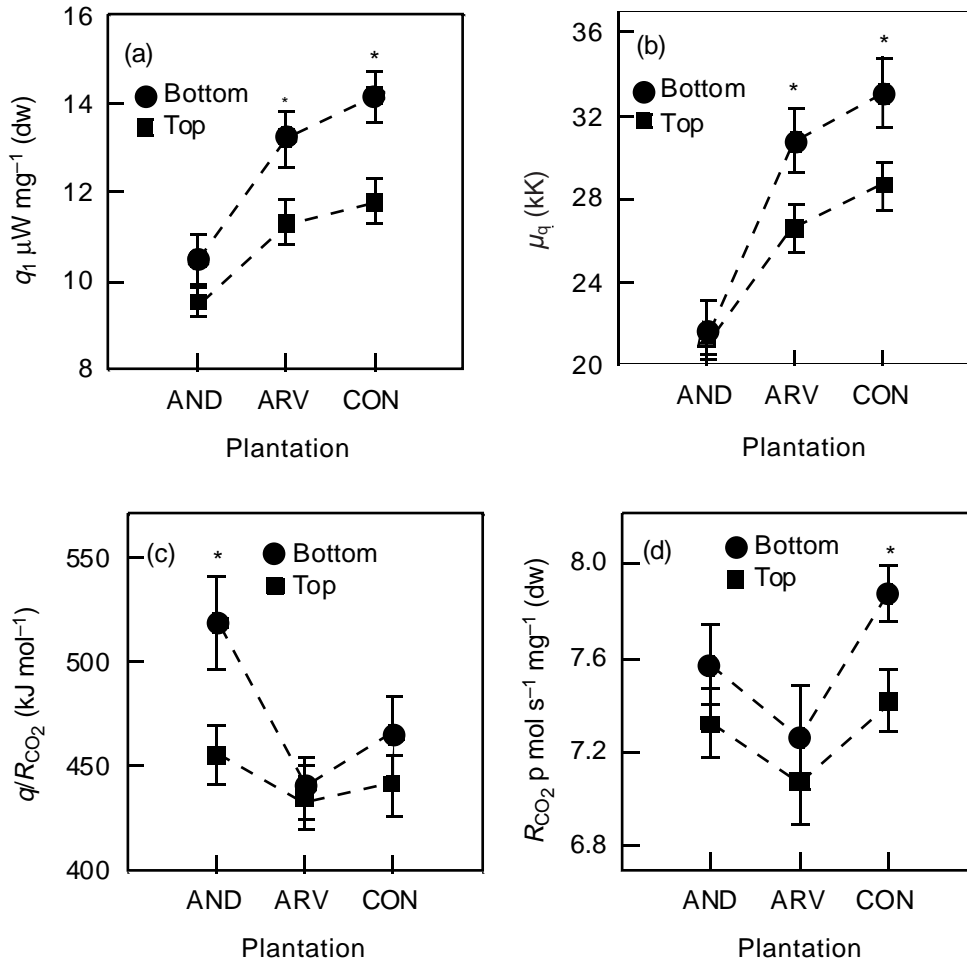 (a)
*
*
Bottom
Top
q₁ μW mg⁻¹ (dw)
16
14
12
10
8
AND ARV CON
Plantation
(b)
*
*
Bottom
Top
μq (kK)
36
32
28
24
20
AND ARV CON
Plantation
(c)
*
Bottom
Top
q/RCO₂ (kJ mol⁻¹)
550
500
450
400
AND ARV CON
Plantation
(d)
*
Bottom
Top
RCO₂ p mol s⁻¹ mg⁻¹ (dw)
8.0
7.6
7.2
6.8
AND ARV CON
Plantation